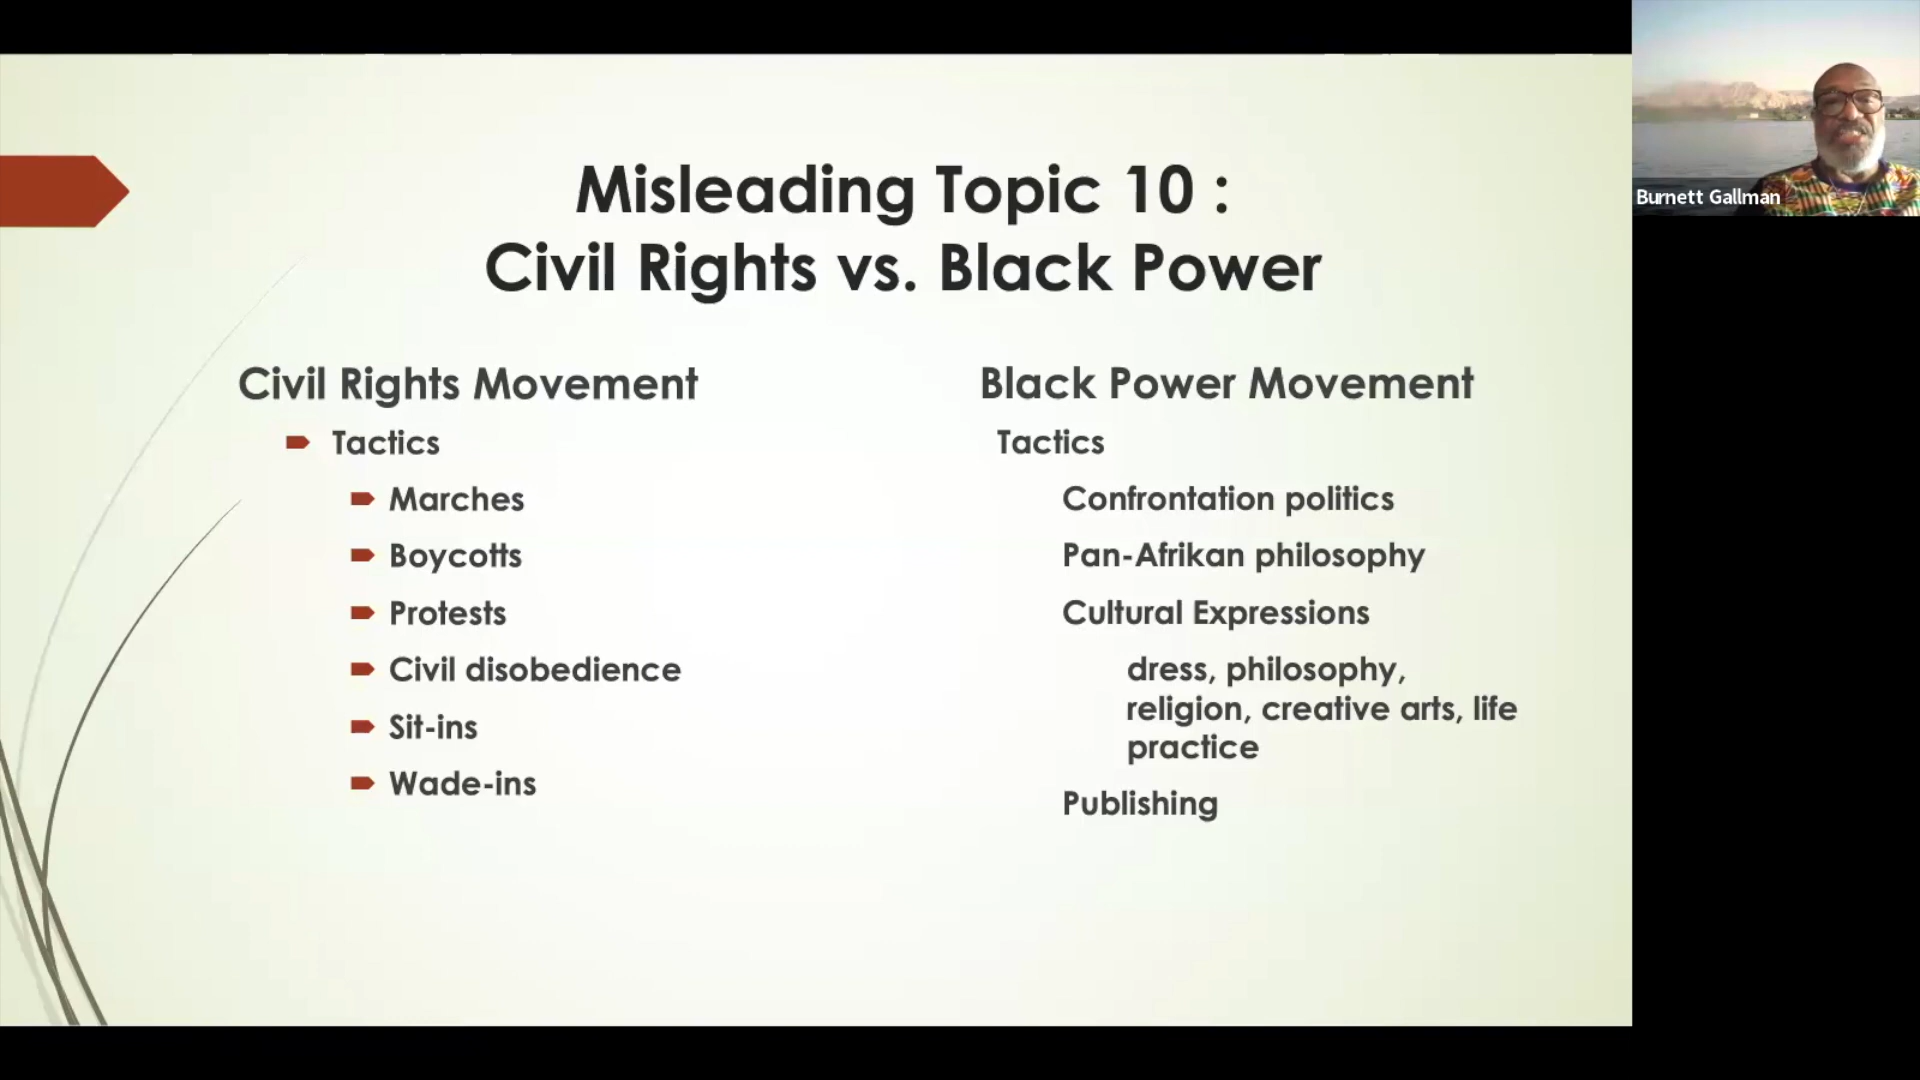 Misleading Topic 10 :
Civil Rights vs. Black Power
Civil Rights Movement
Tactics
Marches
Boycotts
Protests
Civil disobedience
Sit-ins
Wade-ins
Black Power Movement
Tactics
Confrontation politics
Pan-Afrikan philosophy
Cultural Expressions
dress, philosophy,
religion, creative arts, life
practice
Publishing
Burnett Gallman